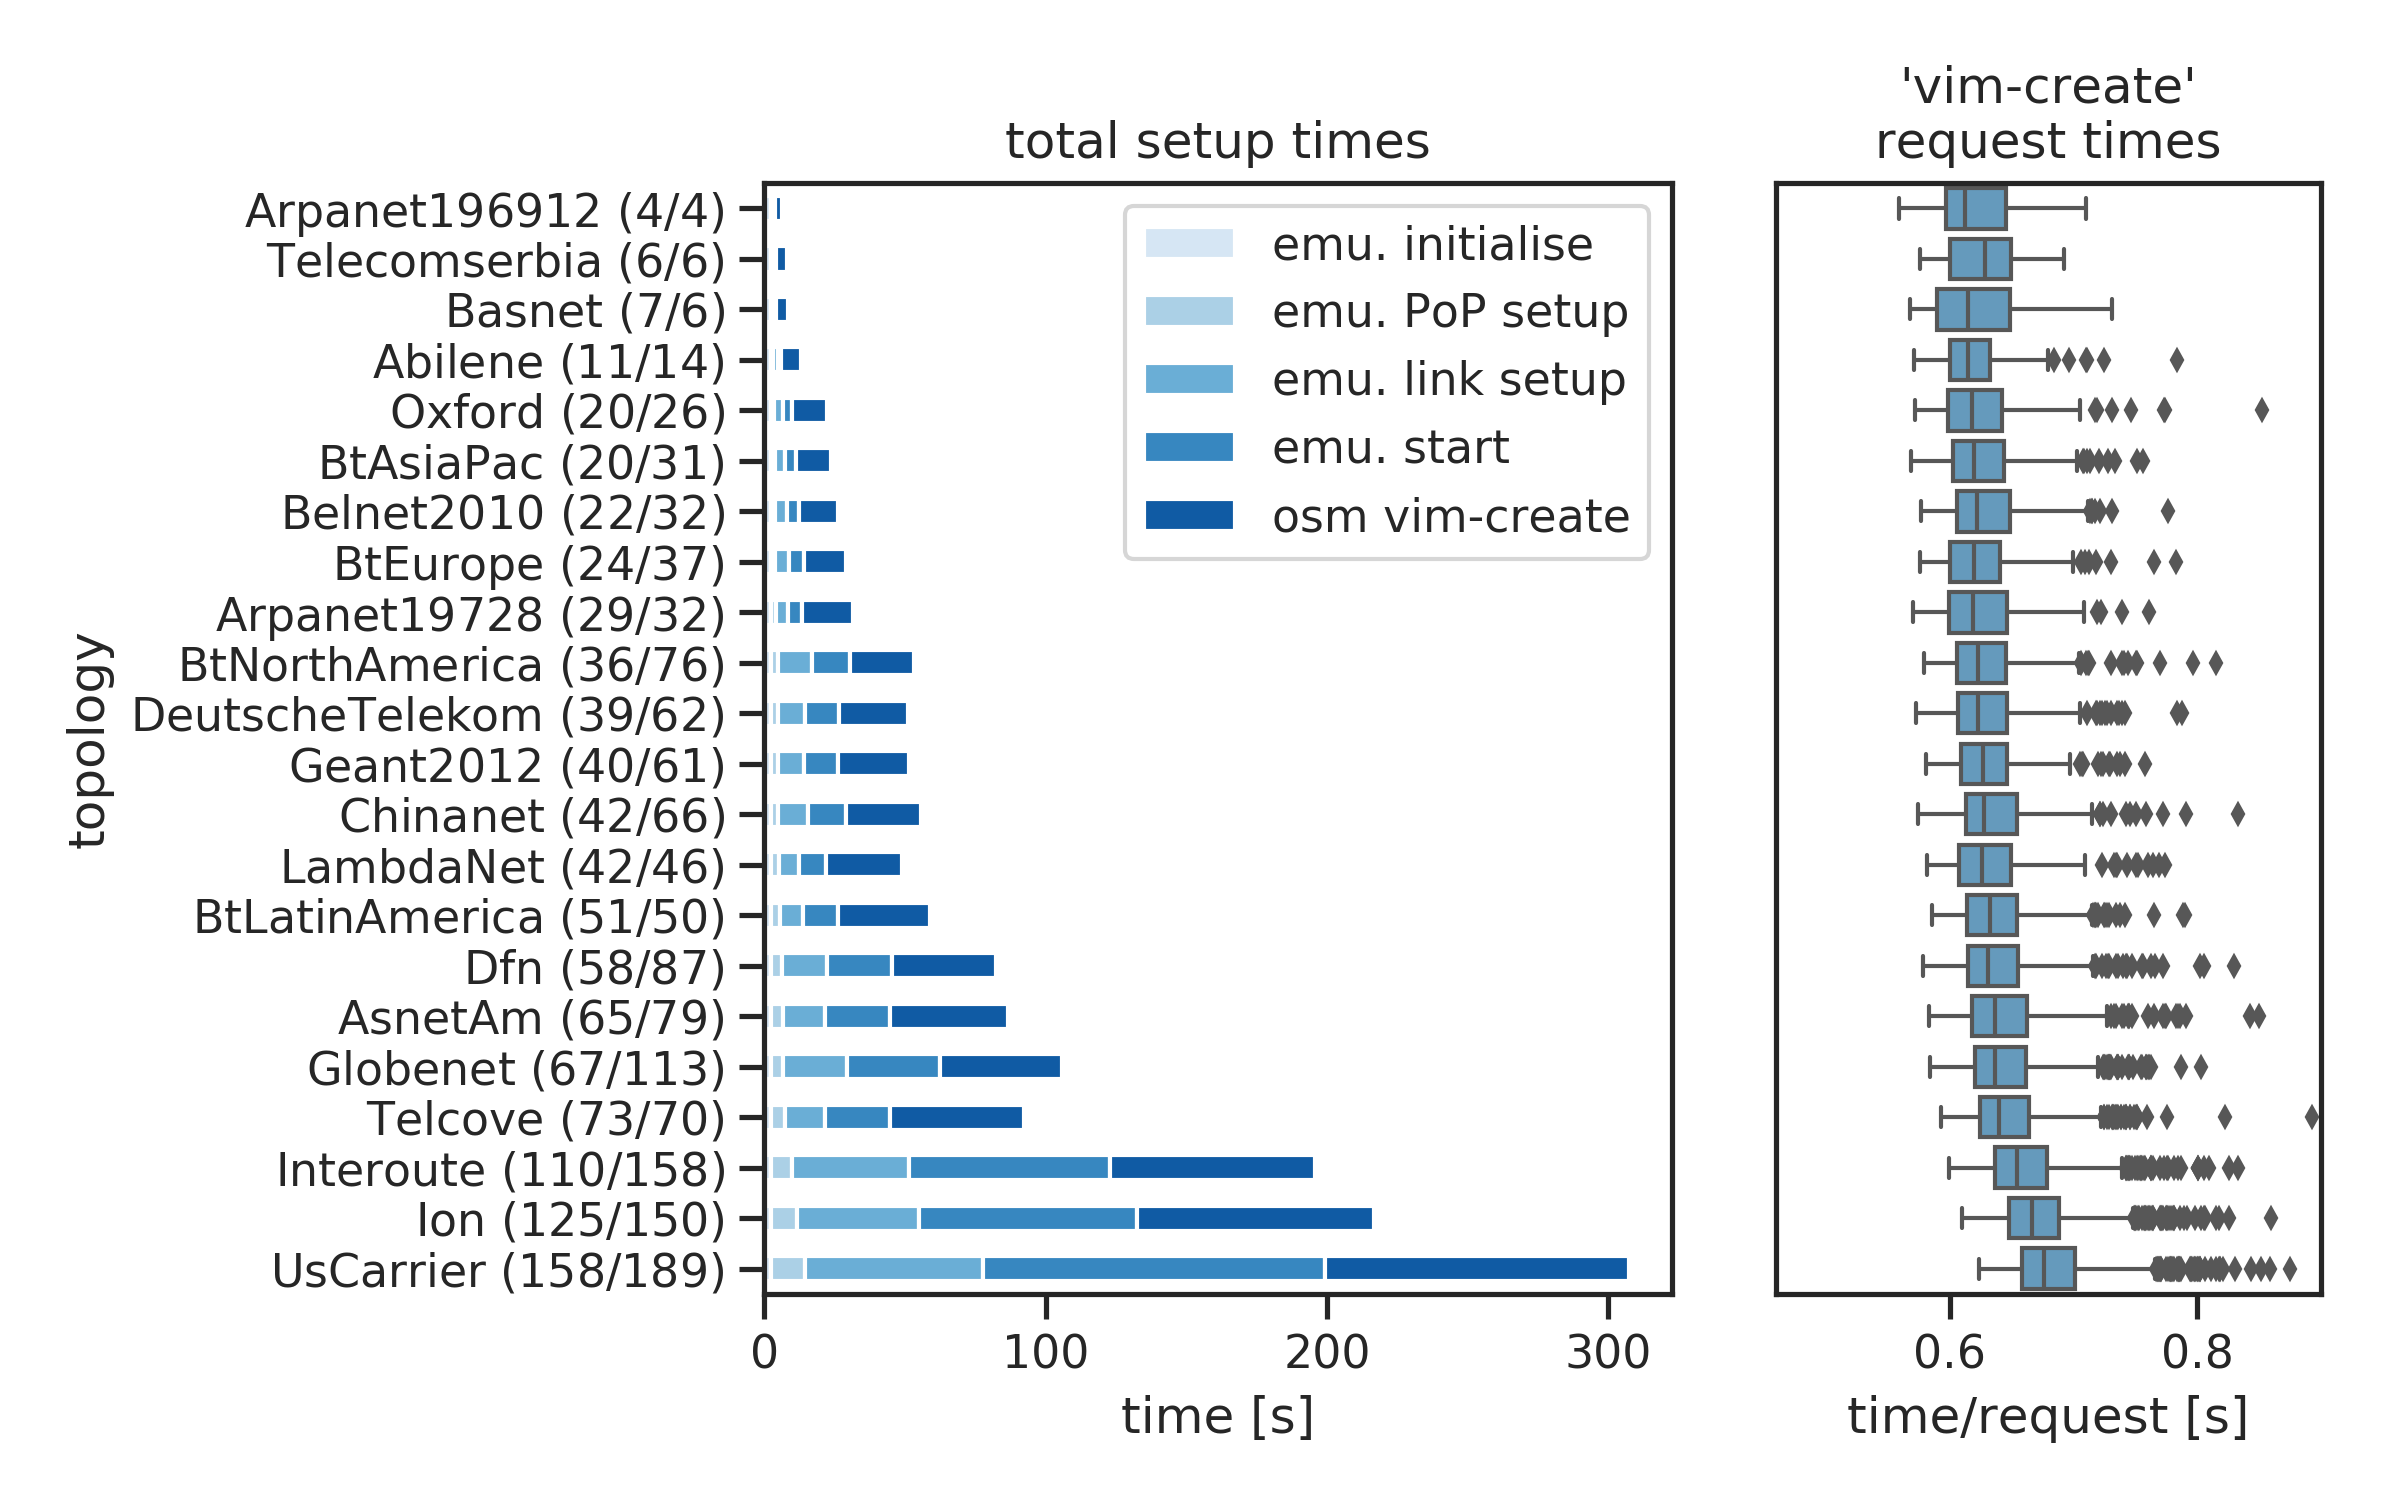 'vim-create'
total setup times
request times
Arpanet196912 (4/4)
Telecomserbia (6/6)
Basnet (7/6)
Abilene (11/14)
Oxford (20/26)
BtAsiaPac (20/31)
Belnet2010 (22/32)
BtEurope (24/37)
Arpanet19728 (29/32)
BtNorthAmerica (36/76)
DeutscheTelekom (39/62)
Geant2012 (40/61)
Chinanet (42/66)
LambdaNet (42/46)
BtLatinAmerica (51/50)
Dfn (58/87)
AsnetAm (65/79)
Globenet (67/113)
Telcove (73/70)
Interoute (110/158)
Ion (125/150)
UsCarrier (158/189)
topology
emu. initialise
emu. PoP setup
emu. link setup
emu. start
osm vim-create
0 100 200 300
time [s]
0.6 0.8
time/request [s]